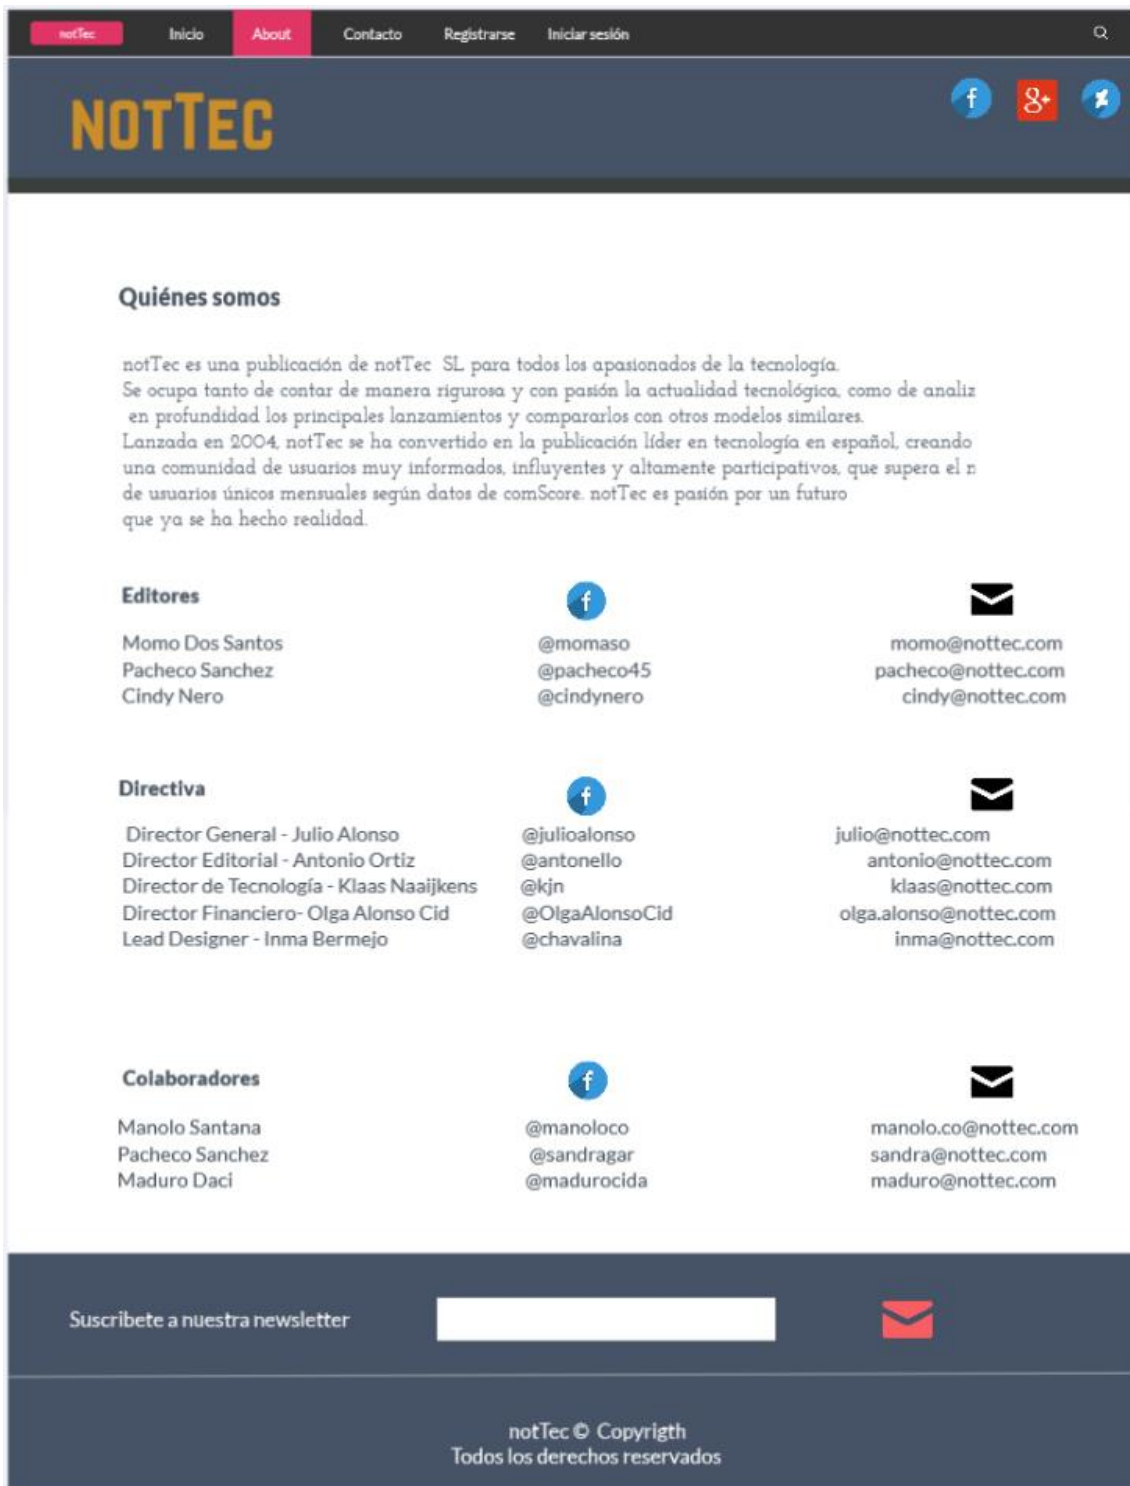 notTec Inicio About Contacto Registrarse Iniciar sesión
NOTTEC
Quiénes somos
notTec es una publicación de notTec SL para todos los apasionados de la tecnología.
Se ocupa tanto de contar de manera rigurosa y con pasión la actualidad tecnológica, como de analiz
en profundidad los principales lanzamientos y compararlos con otros modelos similares.
Lanzada en 2004, notTec se ha convertido en la publicación líder en tecnología en español, creando
una comunidad de usuarios muy informados, influyentes y altamente participativos, que supera el
de usuarios únicos mensuales según datos de comScore. notTec es pasión por un futuro
que ya se ha hecho realidad.
Editores
Momo Dos Santos @momaso momo@nottec.com
Pacheco Sanchez @pacheco45 pacheco@nottec.com
Cindy Nero @cindynero cindy@nottec.com
Directiva
Director General - Julio Alonso @julioalonso julio@nottec.com
Director Editorial - Antonio Ortiz @antonello antonio@nottec.com
Director de Tecnología - Klaas Naaijkens @kjn klaas@nottec.com
Director Financiero- Olga Alonso Cid @OlgaAlonsoCid olga.alonso@nottec.com
Lead Designer - Inma Bermejo @chavalina inma@nottec.com
Colaboradores
Manolo Santana @manoloco manolo.co@nottec.com
Pacheco Sanchez @sandragar sandra@nottec.com
Maduro Daci @madurocida maduro@nottec.com
Suscribete a nuestra newsletter
notTec © Copyrigth
Todos los derechos reservados